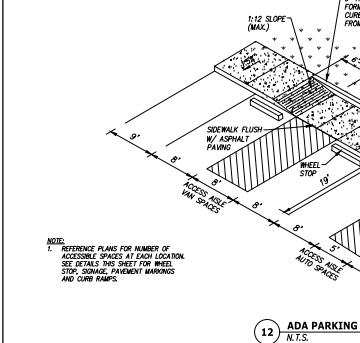 FORM
CURB
FROM
1:12 SLOPE
(MAX.)
6'
SIDEWALK FLUSH
W/ ASPHALT
PAVING
WHEEL
STOP
9'
8'
8'
8'
8'
5'
19'
ACCESS AISLE
VAN SPACES
ACCESS AISLE
AUTO SPACES
NOTE:
1. REFERENCE PLANS FOR NUMBER OF
ACCESSIBLE SPACES AT EACH LOCATION.
SEE DETAILS THIS SHEET FOR WHEEL
STOP, SIGNAGE, PAVEMENT MARKINGS
AND CURB RAMPS.
12 ADA PARKING
N.T.S.